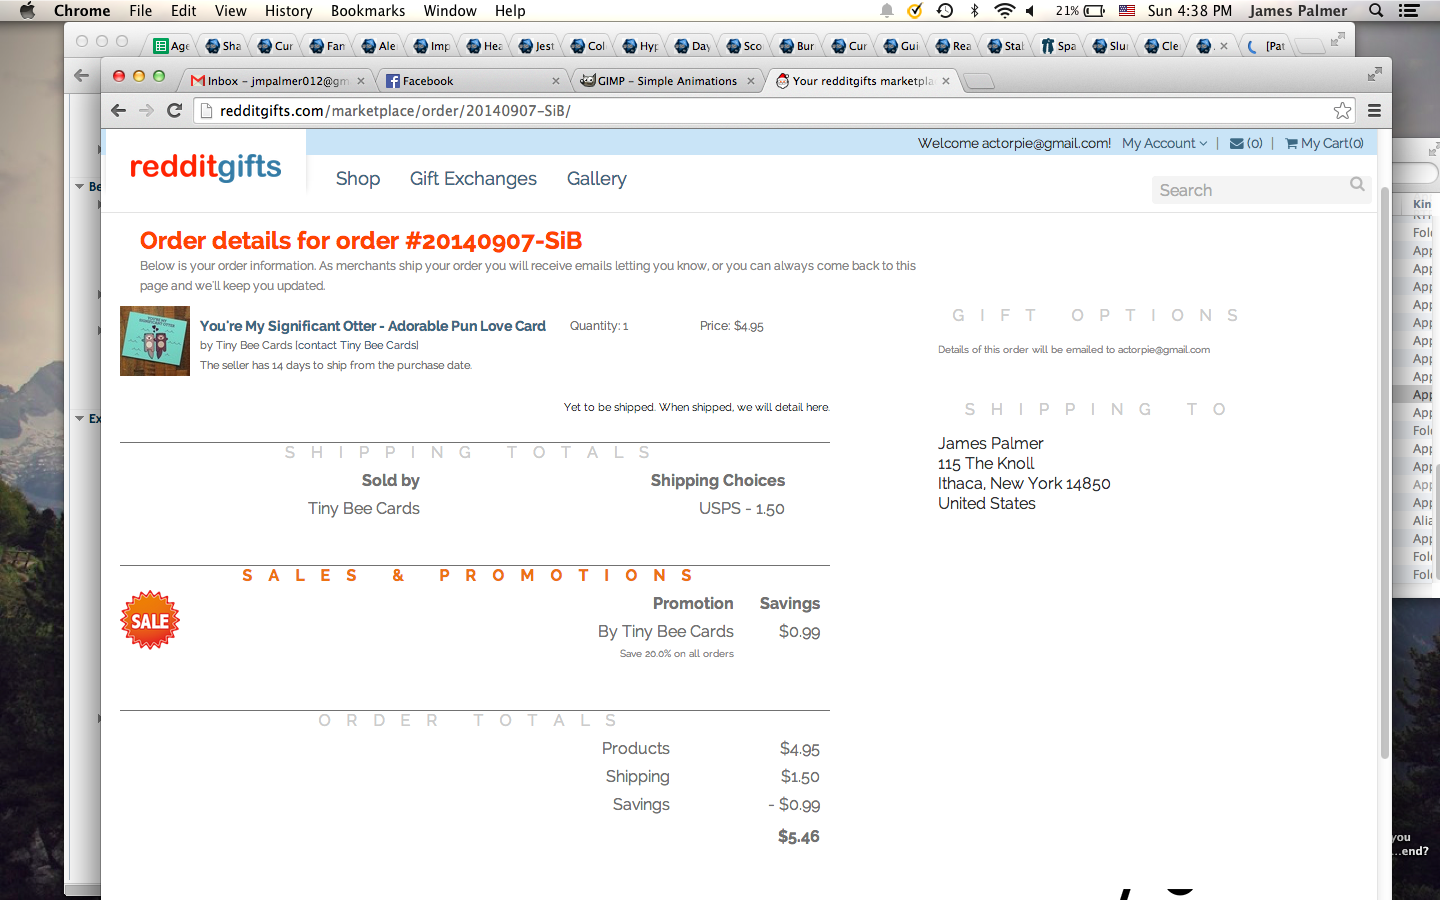 Chrome File Edit View History Bookmarks Window Help 21% Sun 4:38 PM James Palmer
Age Sha Cur Fan Ale Imp Hea Jest Col Hyp Day Sco Bur Cur Gui Rea Stal Spa Slu Cle [Pat
Inbox – jmpalmer012@gm Facebook GIMP – Simple Animations Your redditgifts marketpla
redditgifts.com/marketplace/order/20140907-SiB/
Welcome actorpie@gmail.com! My Account | (0) | My Cart(0)
redditgifts
Shop Gift Exchanges Gallery
Search
Order details for order #20140907-SiB
Below is your order information. As merchants ship your order you will receive emails letting you know, or you can always come back to this
page and we'll keep you updated.
YOU'RE MY
SIGNIFICANT OTTER
You're My Significant Otter - Adorable Pun Love Card Quantity: 1 Price: $4.95
by Tiny Bee Cards [contact Tiny Bee Cards]
The seller has 14 days to ship from the purchase date.
Yet to be shipped. When shipped, we will detail here.
GIFT OPTIONS
Details of this order will be emailed to actorpie@gmail.com
SHIPPING TO
James Palmer
115 The Knoll
Ithaca, New York 14850
United States
SHIPPING TOTALS
Sold by Shipping Choices
Tiny Bee Cards USPS - 1.50
SALES & PROMOTIONS
SALE
Promotion Savings
By Tiny Bee Cards $0.99
Save 20.0% on all orders
ORDER TOTALS
Products $4.95
Shipping $1.50
Savings - $0.99
$5.46
Be
Ex
Kin
Fol
App
App
App
App
App
App
App
App
App
App
App
Fol
App
App
App
App
Alia
App
Fol
Fol
you
...end?